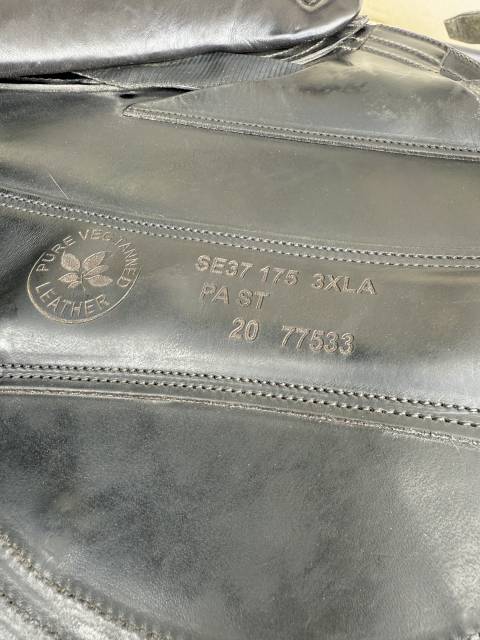 PURE VEG-TANNED
LEATHER
SE37 175 3XLA
PA ST
20 77533